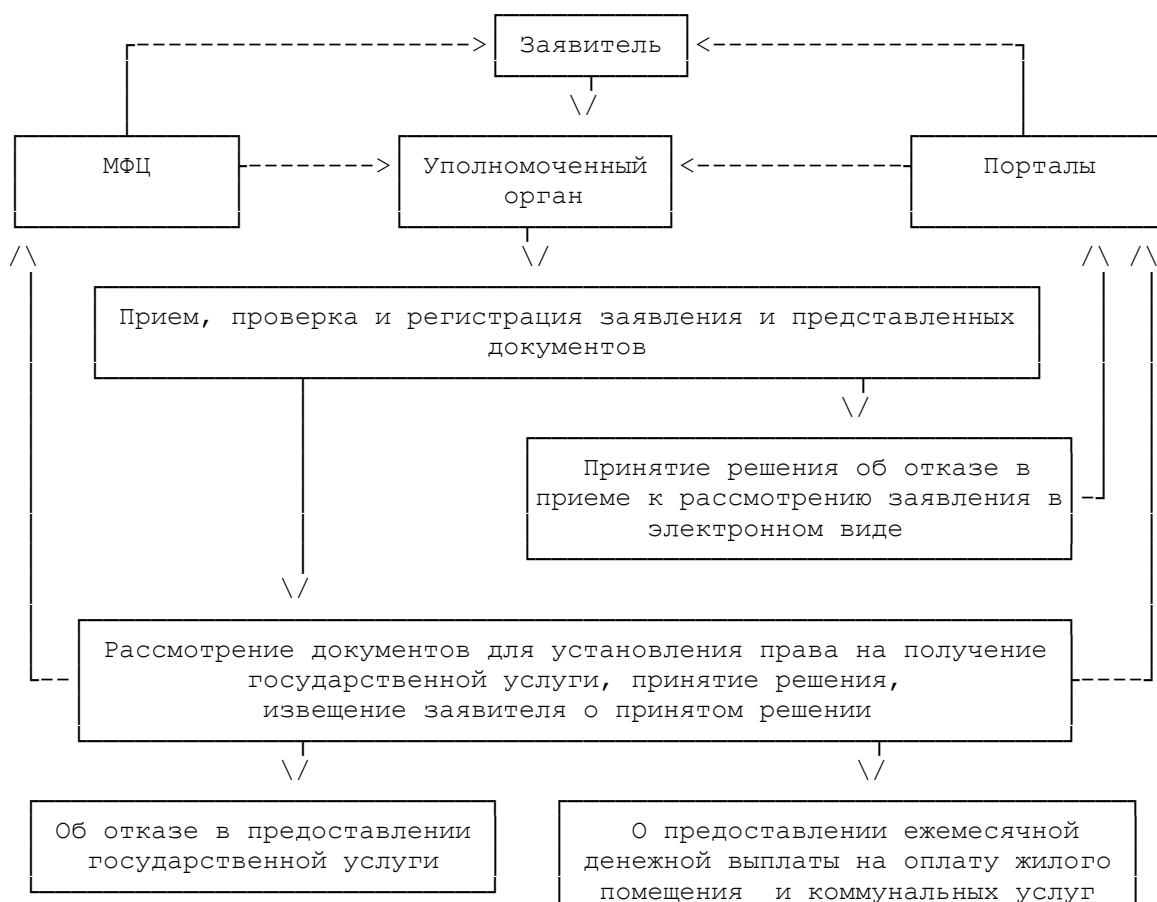 Заявитель
МФЦ
Уполномоченный
орган
Порталы
Прием, проверка и регистрация заявления и представленных
документов
Принятие решения об отказе в
приеме к рассмотрению заявления в
электронном виде
Рассмотрение документов для установления права на получение
государственной услуги, принятие решения,
извещение заявителя о принятом решении
Об отказе в предоставлении
государственной услуги
О предоставлении ежемесячной
денежной выплаты на оплату жилого
помещения и коммунальных услуг